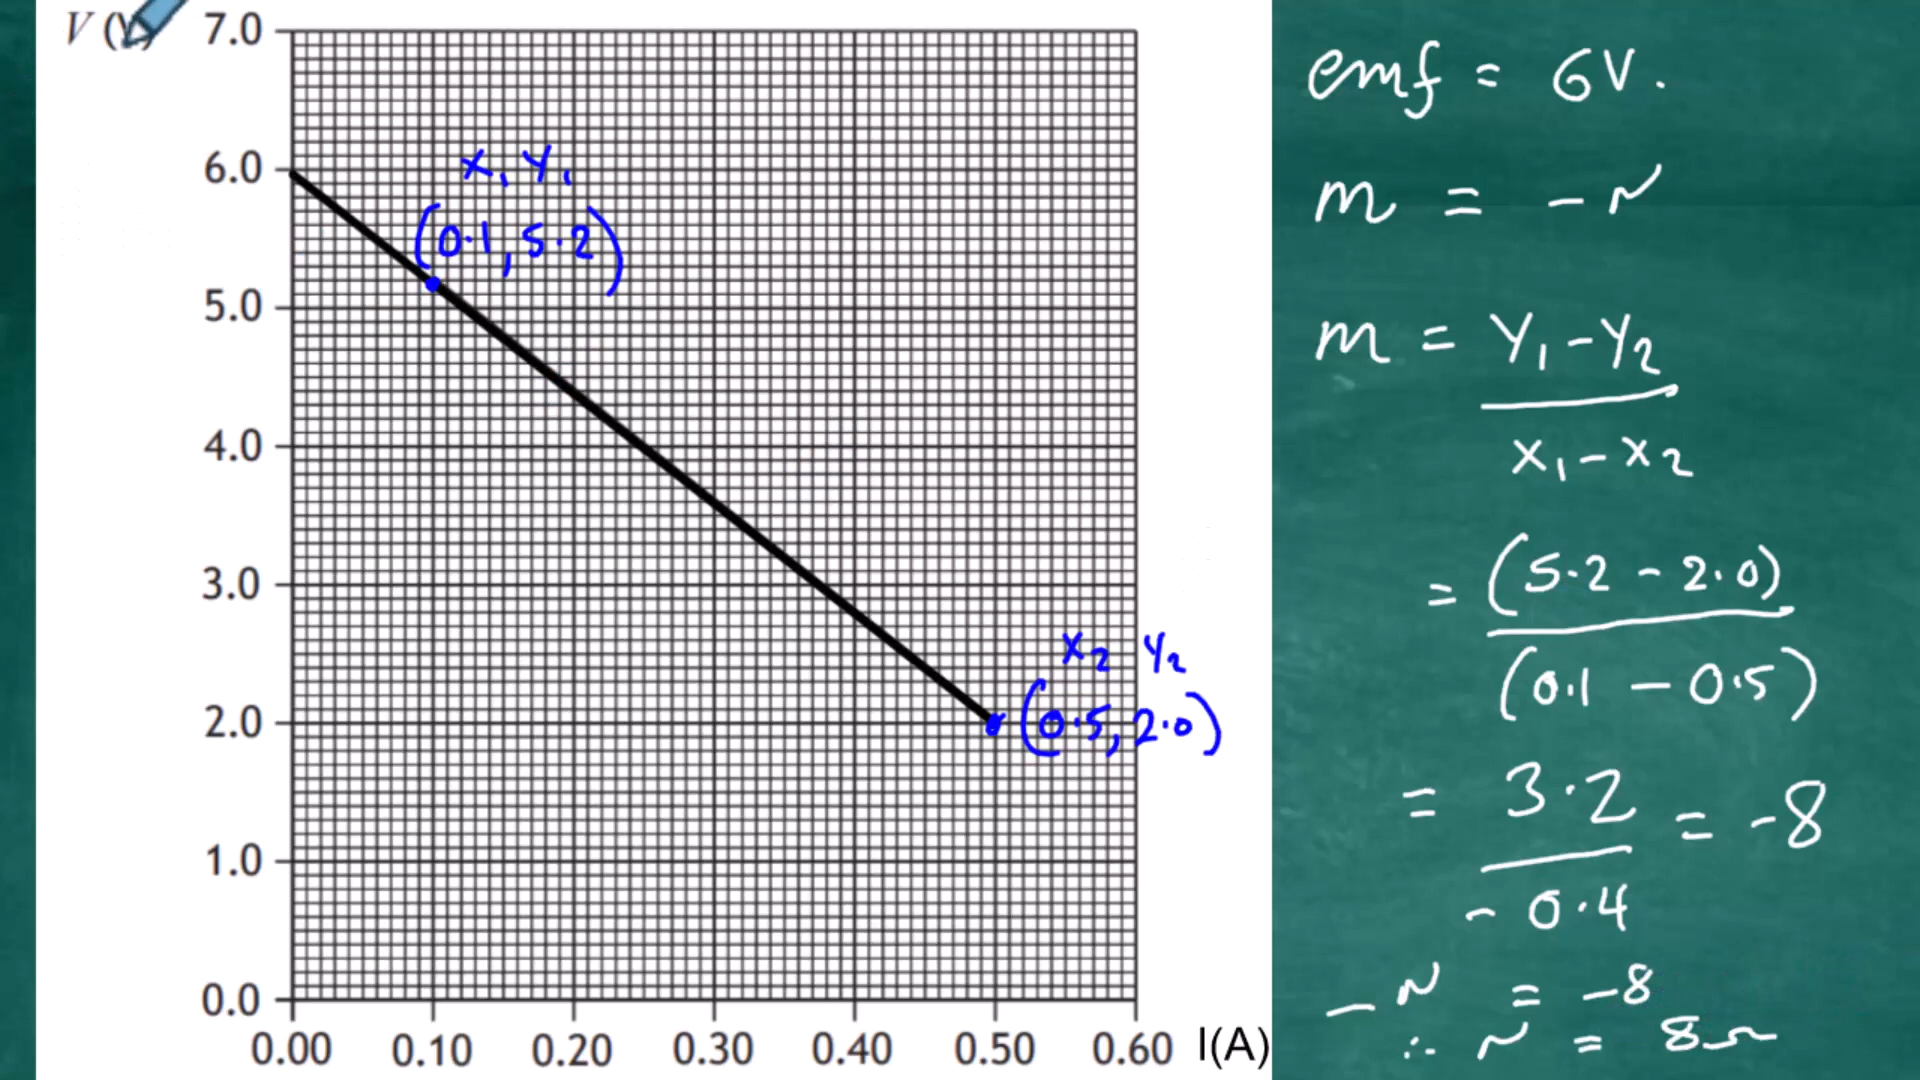 V (V)
7.0
6.0
5.0
4.0
3.0
2.0
1.0
0.0
0.00 0.10 0.20 0.30 0.40 0.50 0.60 I(A)
x₁ y₁
(0.1, 5.2)
x₂ y₂
(0.5, 2.0)
emf = 6V.
m = - r
m = y₁ - y₂
x₁ - x₂
= (5.2 - 2.0)
(0.1 - 0.5)
= 3.2 = -8
- 0.4
- r = -8
∴ r = 8Ω